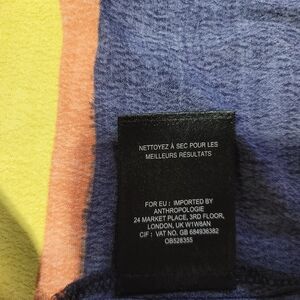 NETTOYEZ À SEC POUR LES
MEILLEURS RÉSULTATS
FOR EU : IMPORTED BY
ANTHROPOLOGIE
24 MARKET PLACE, 3RD FLOOR,
LONDON, UK W1W8AN
CIF : VAT NO. GB 684936382
OB528355